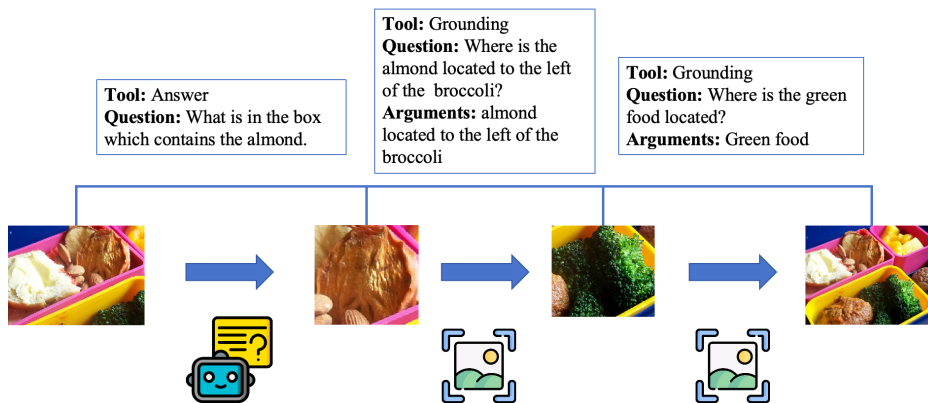 Tool: Answer
Question: What is in the box
which contains the almond.
Tool: Grounding
Question: Where is the
almond located to the left
of the broccoli?
Arguments: almond
located to the left of the
broccoli
Tool: Grounding
Question: Where is the green
food located?
Arguments: Green food
?